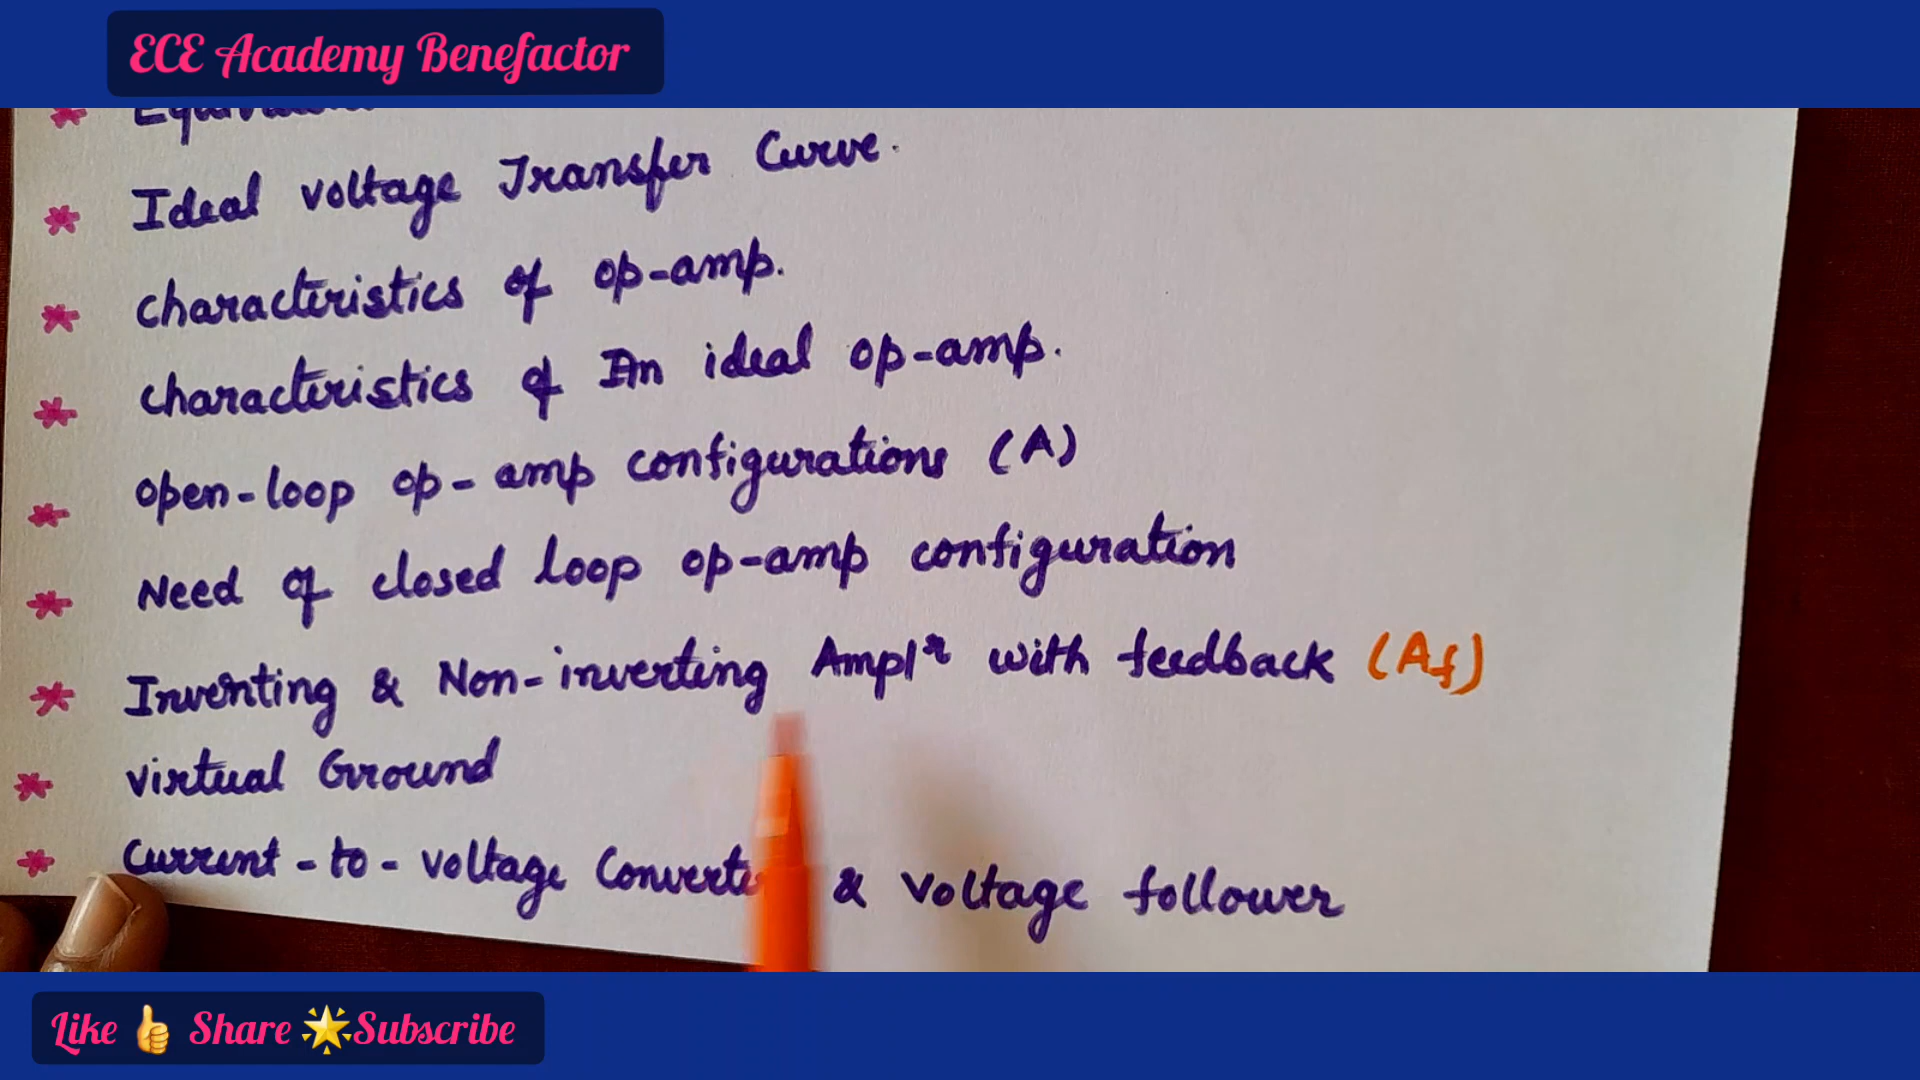 ECE Academy Benefactor
Ideal voltage Transfer Curve.
characteristics of op-amp.
characteristics of An ideal op-amp.
open-loop op-amp configurations (A)
Need of closed loop op-amp configuration
Inverting & Non-inverting Amplr with feedback (Af)
virtual Ground
Current-to-voltage & voltage follower
Like 👍 Share 🌟Subscribe